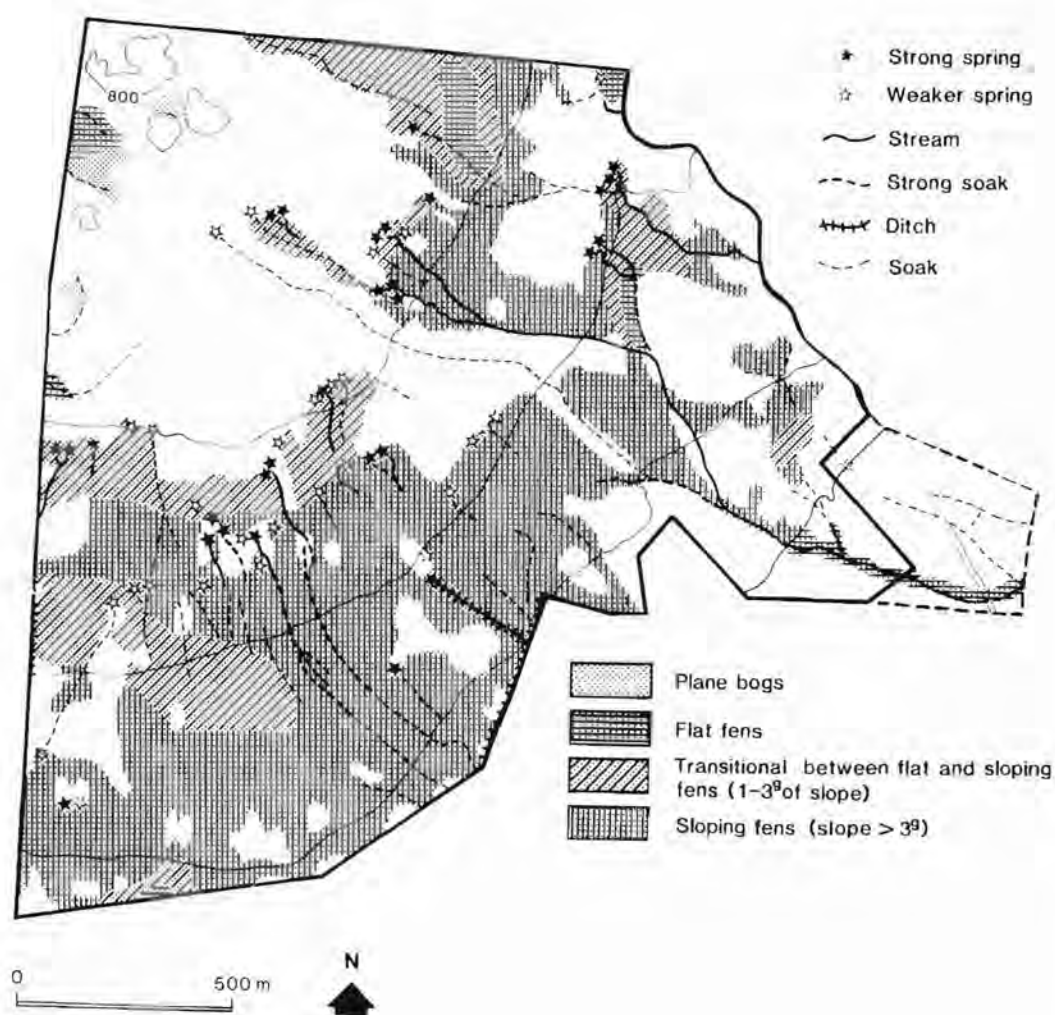 800
Strong spring
Weaker spring
Stream
Strong soak
Ditch
Soak
Plane bogs
Flat fens
Transitional between flat and sloping
fens (1-3ᵍ of slope)
Sloping fens (slope > 3ᵍ)
0 500 m
N